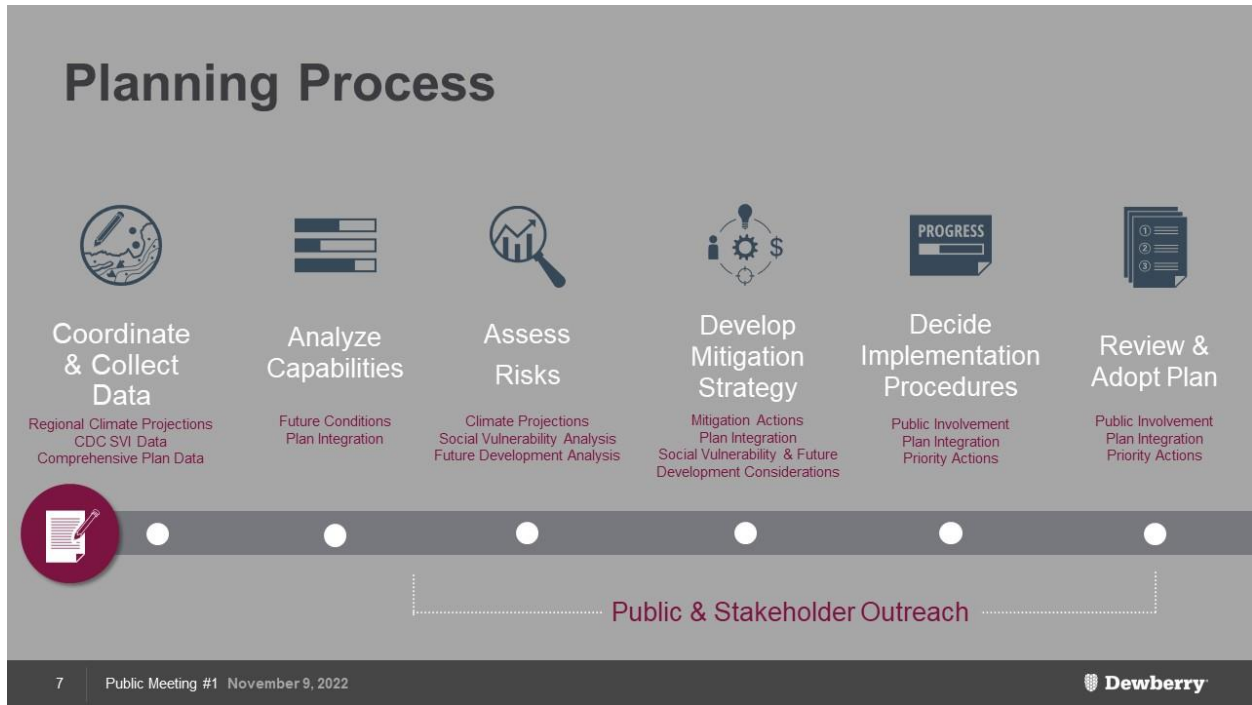 Planning Process
PROGRESS
1
2
3
Coordinate
& Collect
Data
Regional Climate Projections
CDC SVI Data
Comprehensive Plan Data
Analyze
Capabilities
Future Conditions
Plan Integration
Assess
Risks
Climate Projections
Social Vulnerability Analysis
Future Development Analysis
Develop
Mitigation
Strategy
Mitigation Actions
Plan Integration
Social Vulnerability & Future
Development Considerations
Decide
Implementation
Procedures
Public Involvement
Plan Integration
Priority Actions
Review &
Adopt Plan
Public Involvement
Plan Integration
Priority Actions
Public & Stakeholder Outreach
7 Public Meeting #1 November 9, 2022 Dewberry